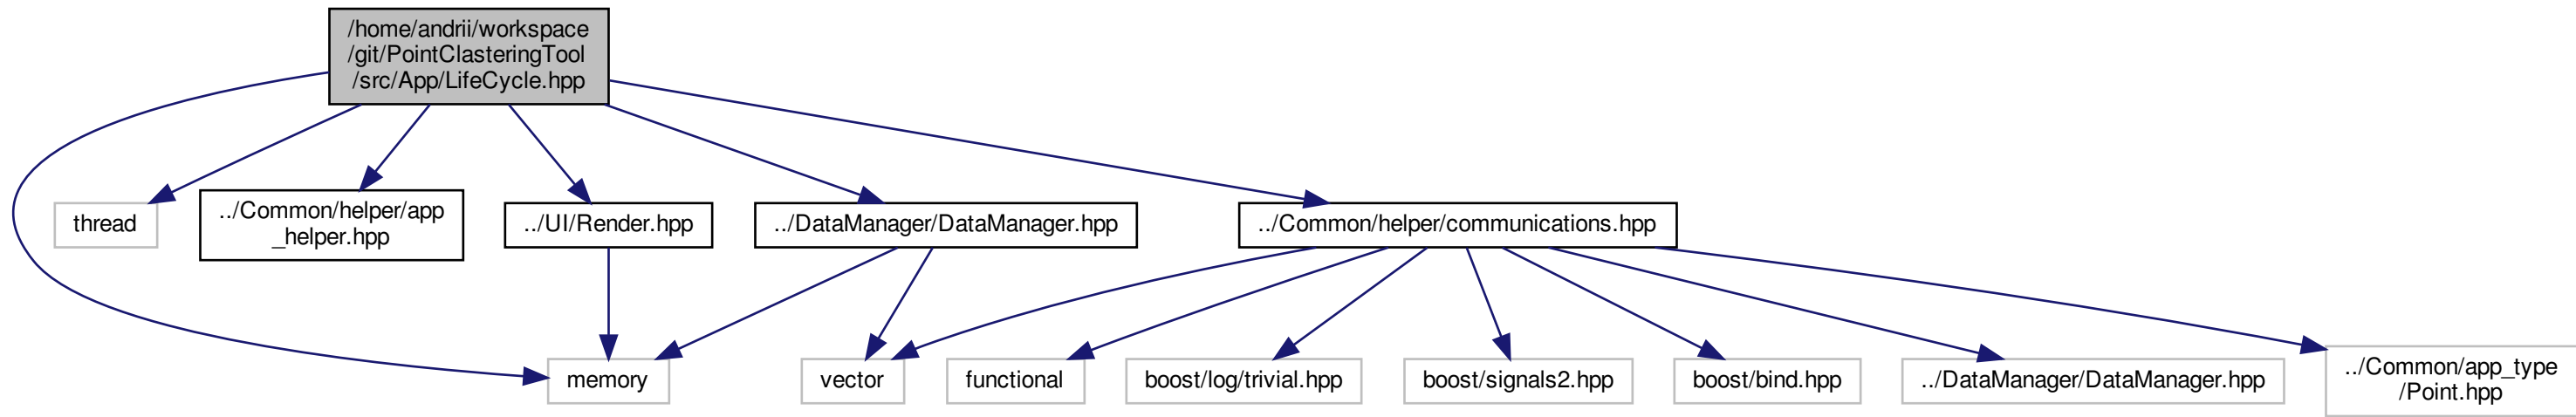 /home/andrii/workspace
/git/PointClasteringTool
/src/App/LifeCycle.hpp
thread
../Common/helper/app
_helper.hpp
../UI/Render.hpp
../DataManager/DataManager.hpp
../Common/helper/communications.hpp
memory
vector
functional
boost/log/trivial.hpp
boost/signals2.hpp
boost/bind.hpp
../DataManager/DataManager.hpp
../Common/app_type
/Point.hpp